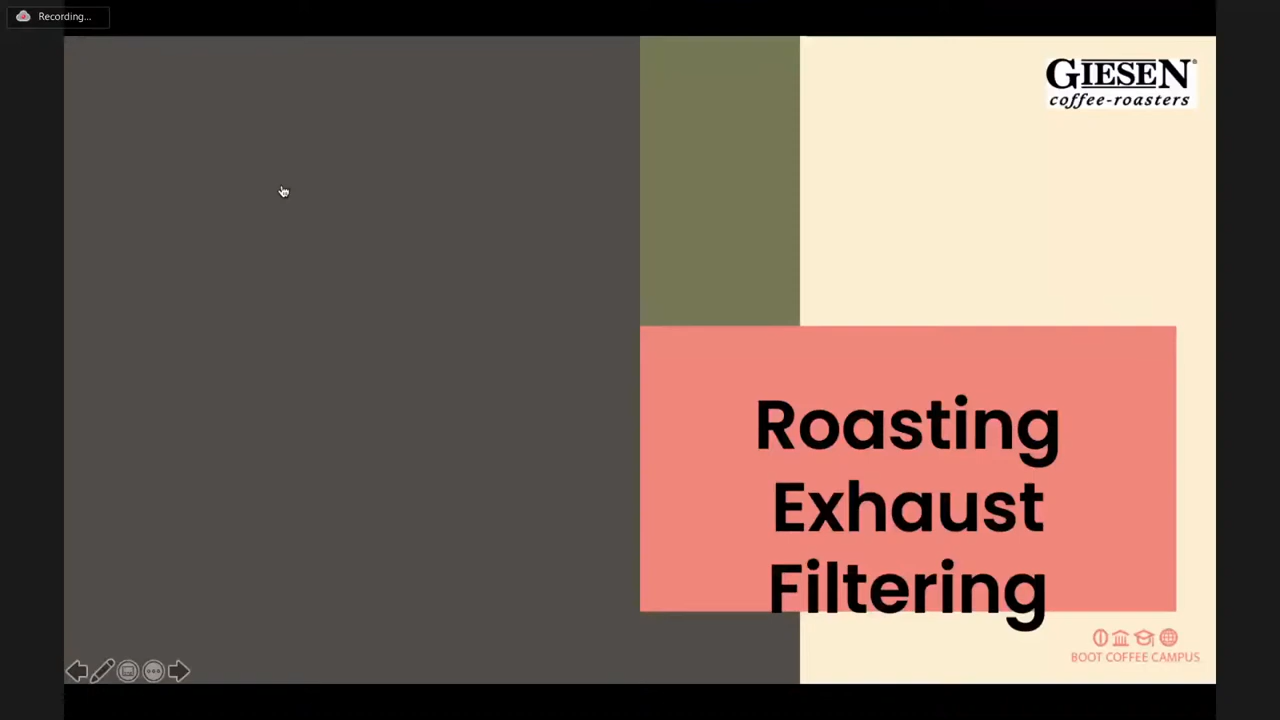 Recording...
GIESEN®
coffee-roasters
Roasting
Exhaust
Filtering
BOOT COFFEE CAMPUS